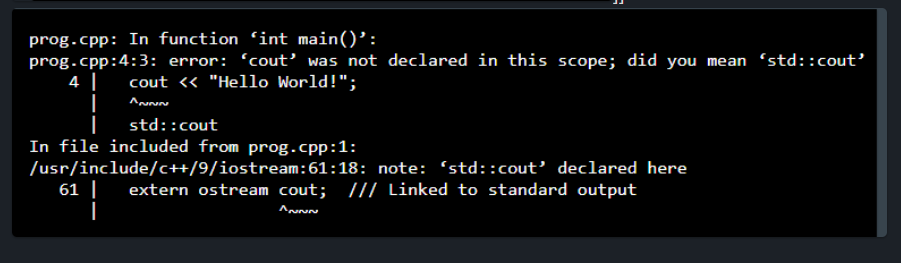 prog.cpp: In function ‘int main()’:
prog.cpp:4:3: error: ‘cout’ was not declared in this scope; did you mean ‘std::cout’
    4 |   cout << "Hello World!";
      |   ^~~~
      |   std::cout
In file included from prog.cpp:1:
/usr/include/c++/9/iostream:61:18: note: ‘std::cout’ declared here
   61 |   extern ostream cout;  /// Linked to standard output
      |                  ^~~~